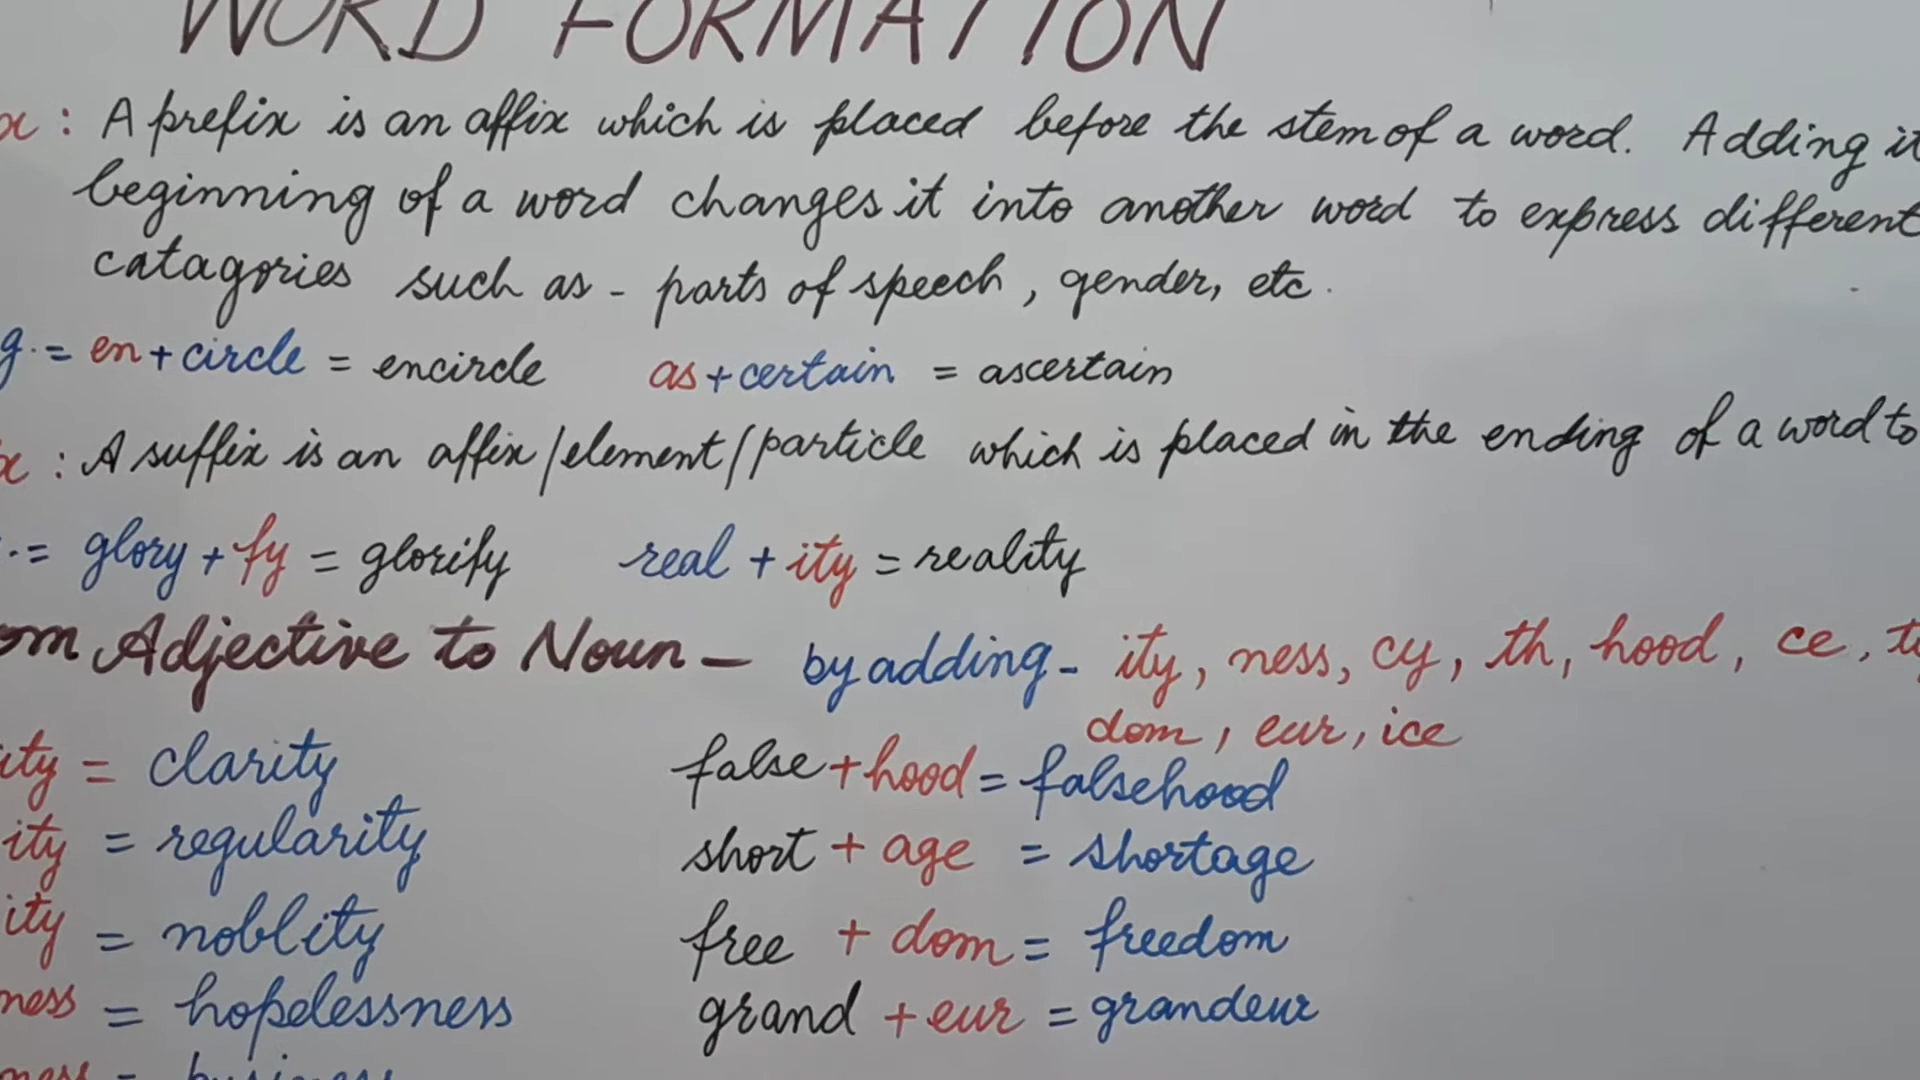 WORD FORMATION
x : A prefix is an affix which is placed before the stem of a word. Adding it
beginning of a word changes it into another word to express different
catagories such as - parts of speech, gender, etc.
g. = en + circle = encircle as + certain = ascertain
x : A suffix is an affix/element/particle which is placed in the ending of a word to
. = glory + fy = glorify real + ity = reality
om Adjective to Noun - by adding - ity, ness, cy, th, hood, ce,
dom, eur, ice
ity = clarity false + hood = falsehood
ity = regularity short + age = shortage
ity = noblity free + dom = freedom
ness = hopelessness grand + eur = grandeur
ness = business